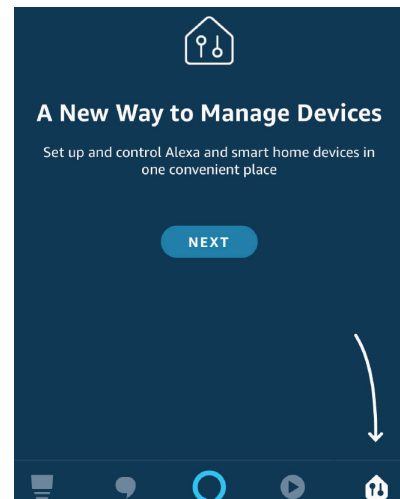 A New Way to Manage Devices
Set up and control Alexa and smart home devices in
one convenient place
NEXT